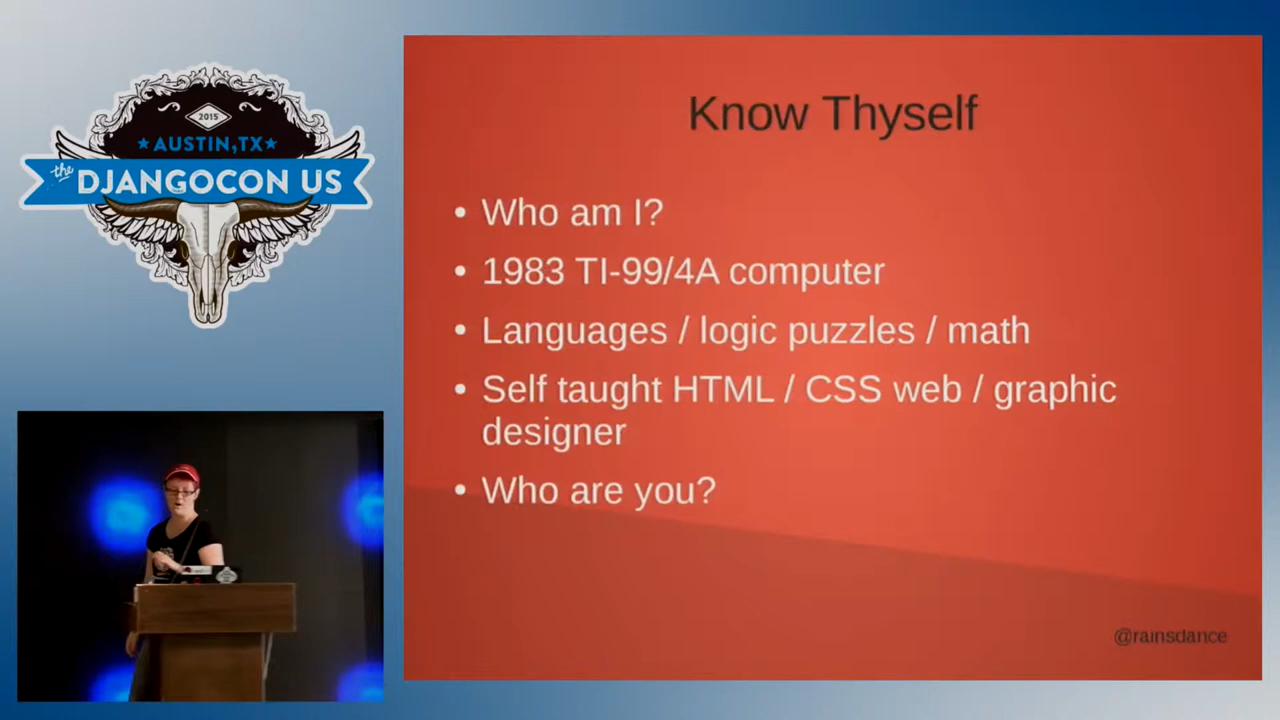 2015
AUSTIN, TX
the
DJANGOCON US
Know Thyself
• Who am I?
• 1983 TI-99/4A computer
• Languages / logic puzzles / math
• Self taught HTML / CSS web / graphic
designer
• Who are you?
@rainsdance